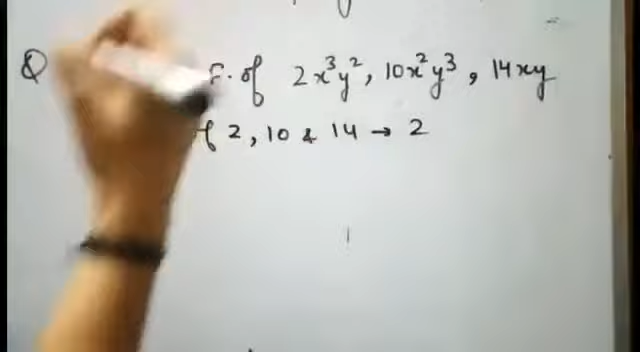 Q F. of 2x³y², 10x²y³, 14xy
f 2, 10 & 14 → 2